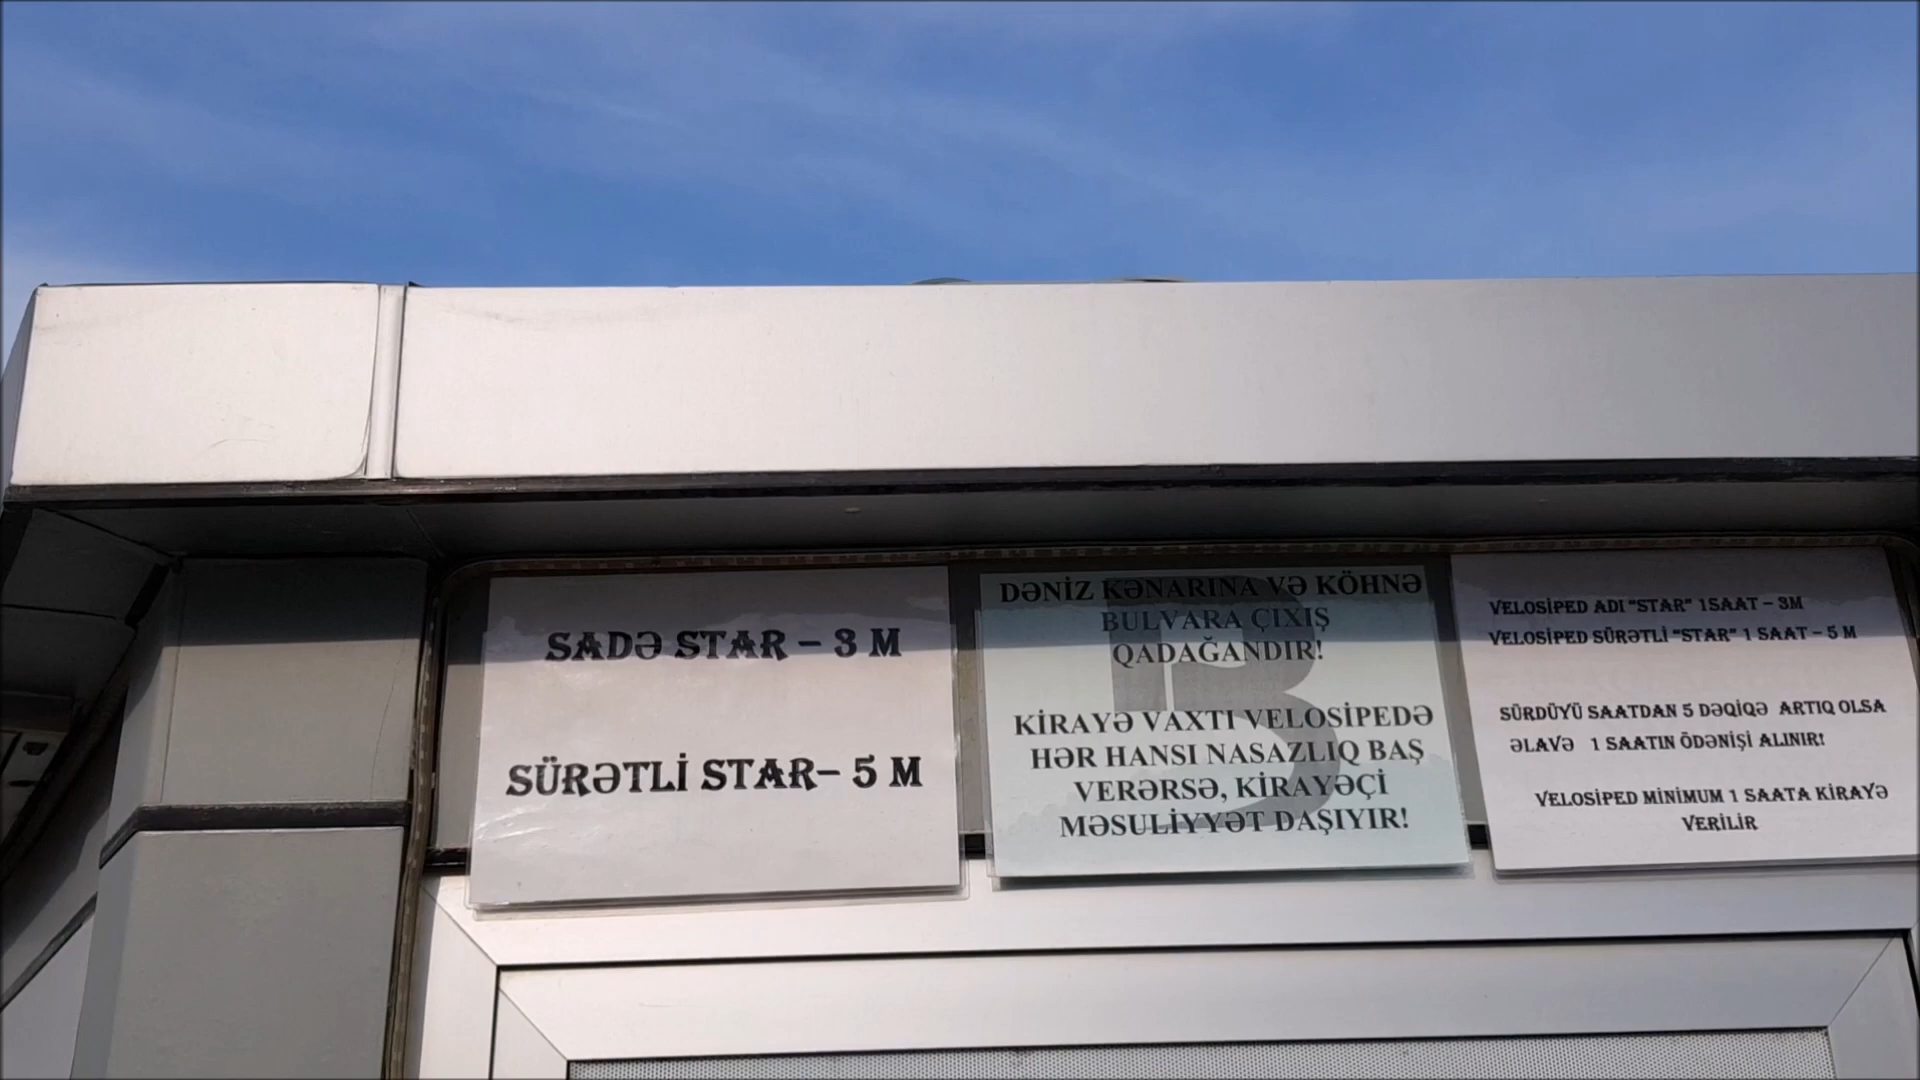 SADƏ STAR – 3 M
SÜRƏTLİ STAR– 5 M
DƏNİZ KƏNARINA VƏ KÖHNƏ
BULVARA ÇIXIŞ
QADAĞANDIR!
KİRAYƏ VAXTI VELOSİPEDƏ
HƏR HANSI NASAZLIQ BAŞ
VERƏRSƏ, KİRAYƏÇİ
MƏSULİYYƏT DAŞIYIR!
VELOSİPED ADI "STAR" 1SAAT – 3M
VELOSİPED SÜRƏTLİ "STAR" 1 SAAT – 5 M
SÜRDÜYÜ SAATDAN 5 DƏQİQƏ ARTIQ OLSA
ƏLAVƏ 1 SAATIN ÖDƏNİŞİ ALINIR!
VELOSİPED MİNİMUM 1 SAATA KİRAYƏ
VERİLİR